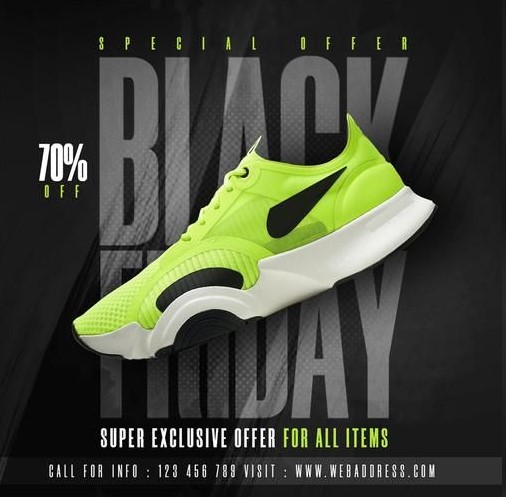 SPECIAL OFFER
BLACK
70%
OFF
FRIDAY
SUPER EXCLUSIVE OFFER FOR ALL ITEMS
CALL FOR INFO : 123 456 789 VISIT : WWW.WEBADDRESS.COM